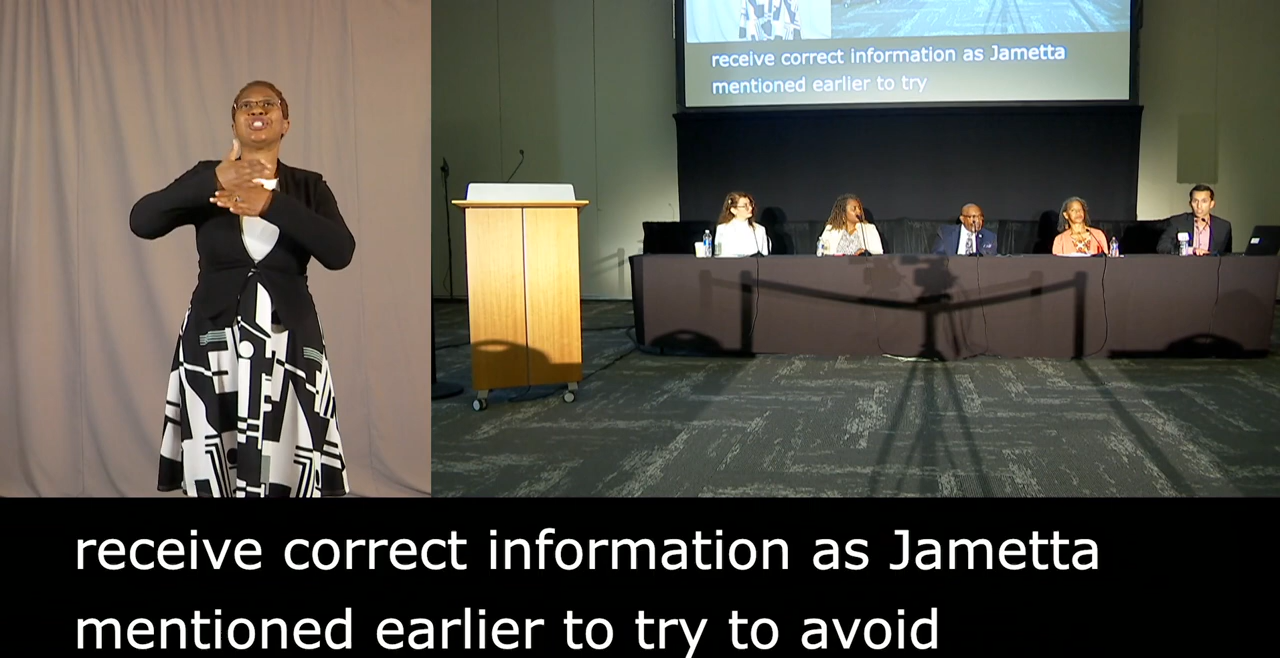 receive correct information as Jametta
mentioned earlier to try
receive correct information as Jametta
mentioned earlier to try to avoid